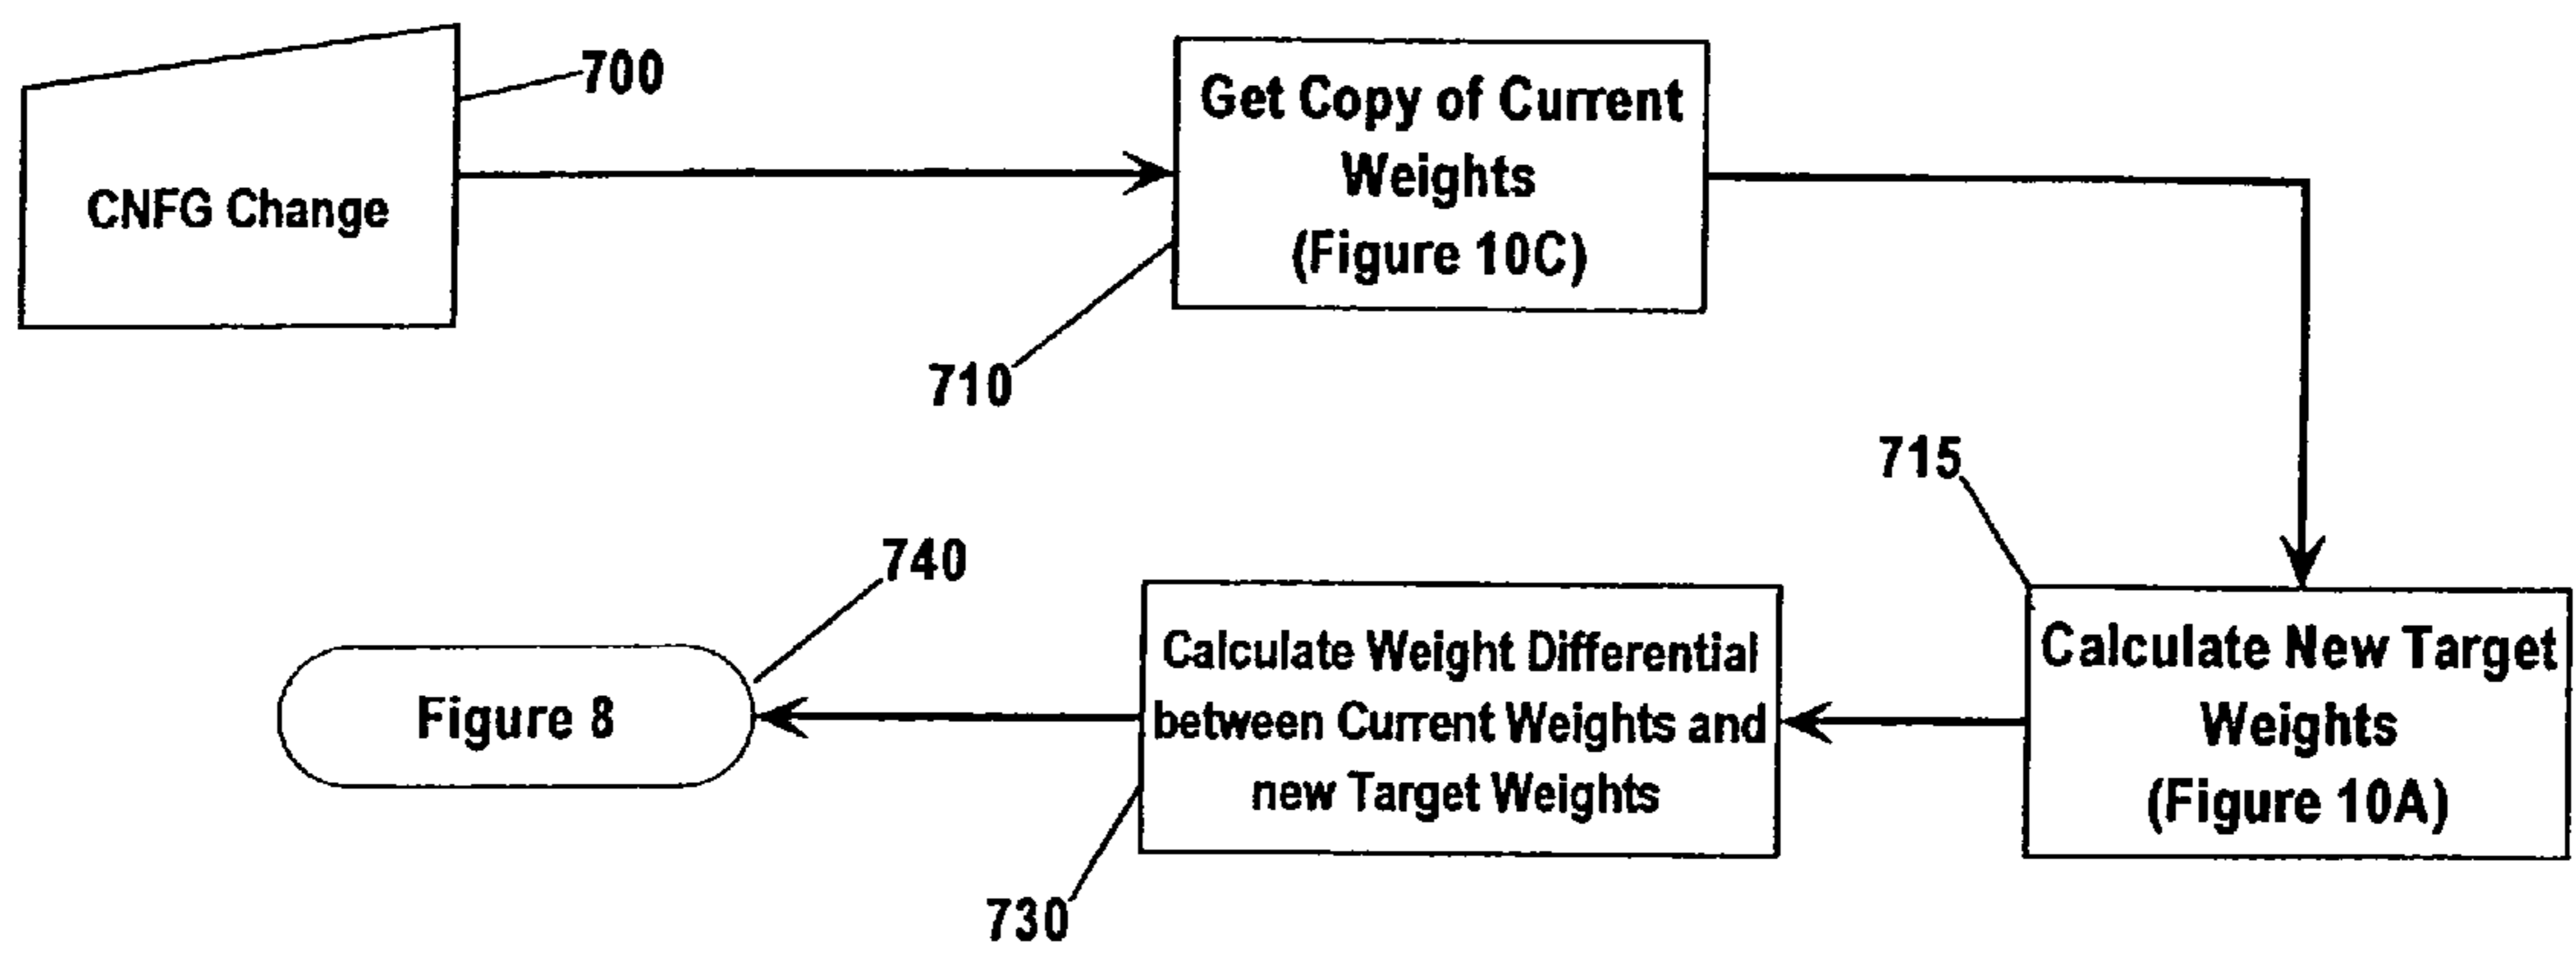 700
CNFG Change
Get Copy of Current
Weights
(Figure 10C)
710
715
Calculate New Target
Weights
(Figure 10A)
Calculate Weight Differential
between Current Weights and
new Target Weights
730
740
Figure 8